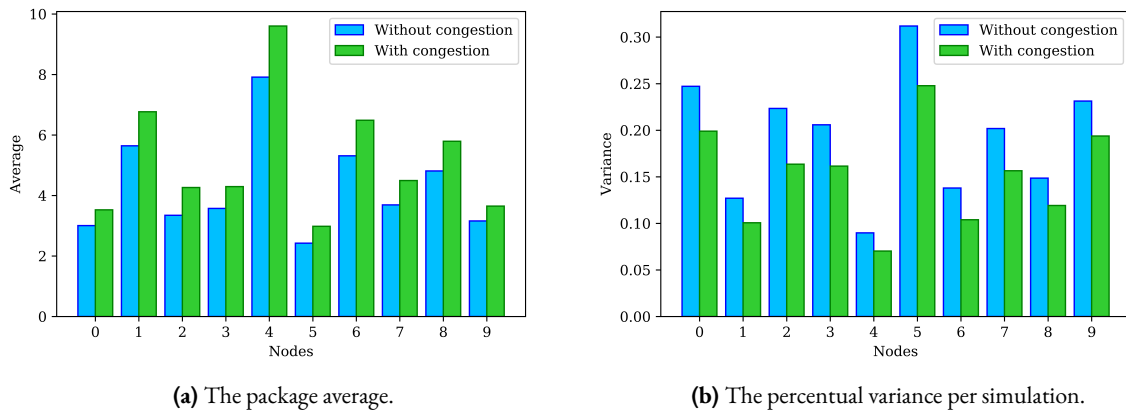 10
8
6
4
2
0
Average
Without congestion
With congestion
0 1 2 3 4 5 6 7 8 9
Nodes
(a) The package average.
0.30
0.25
0.20
0.15
0.10
0.05
0.00
Variance
Without congestion
With congestion
0 1 2 3 4 5 6 7 8 9
Nodes
(b) The percentual variance per simulation.